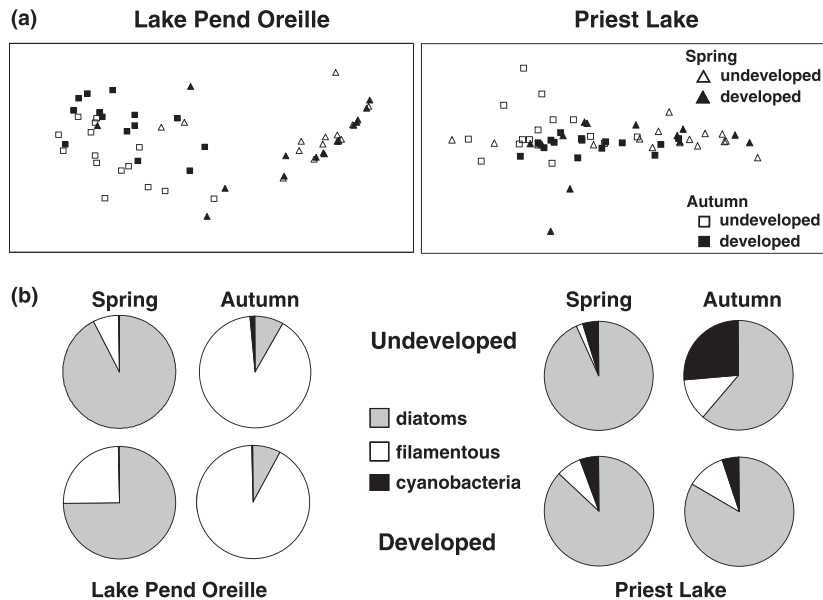 (a) Lake Pend Oreille Priest Lake
Spring
undeveloped
developed
Autumn
undeveloped
developed
(b)
Spring Autumn Spring Autumn
Undeveloped
diatoms
filamentous
cyanobacteria
Developed
Lake Pend Oreille Priest Lake